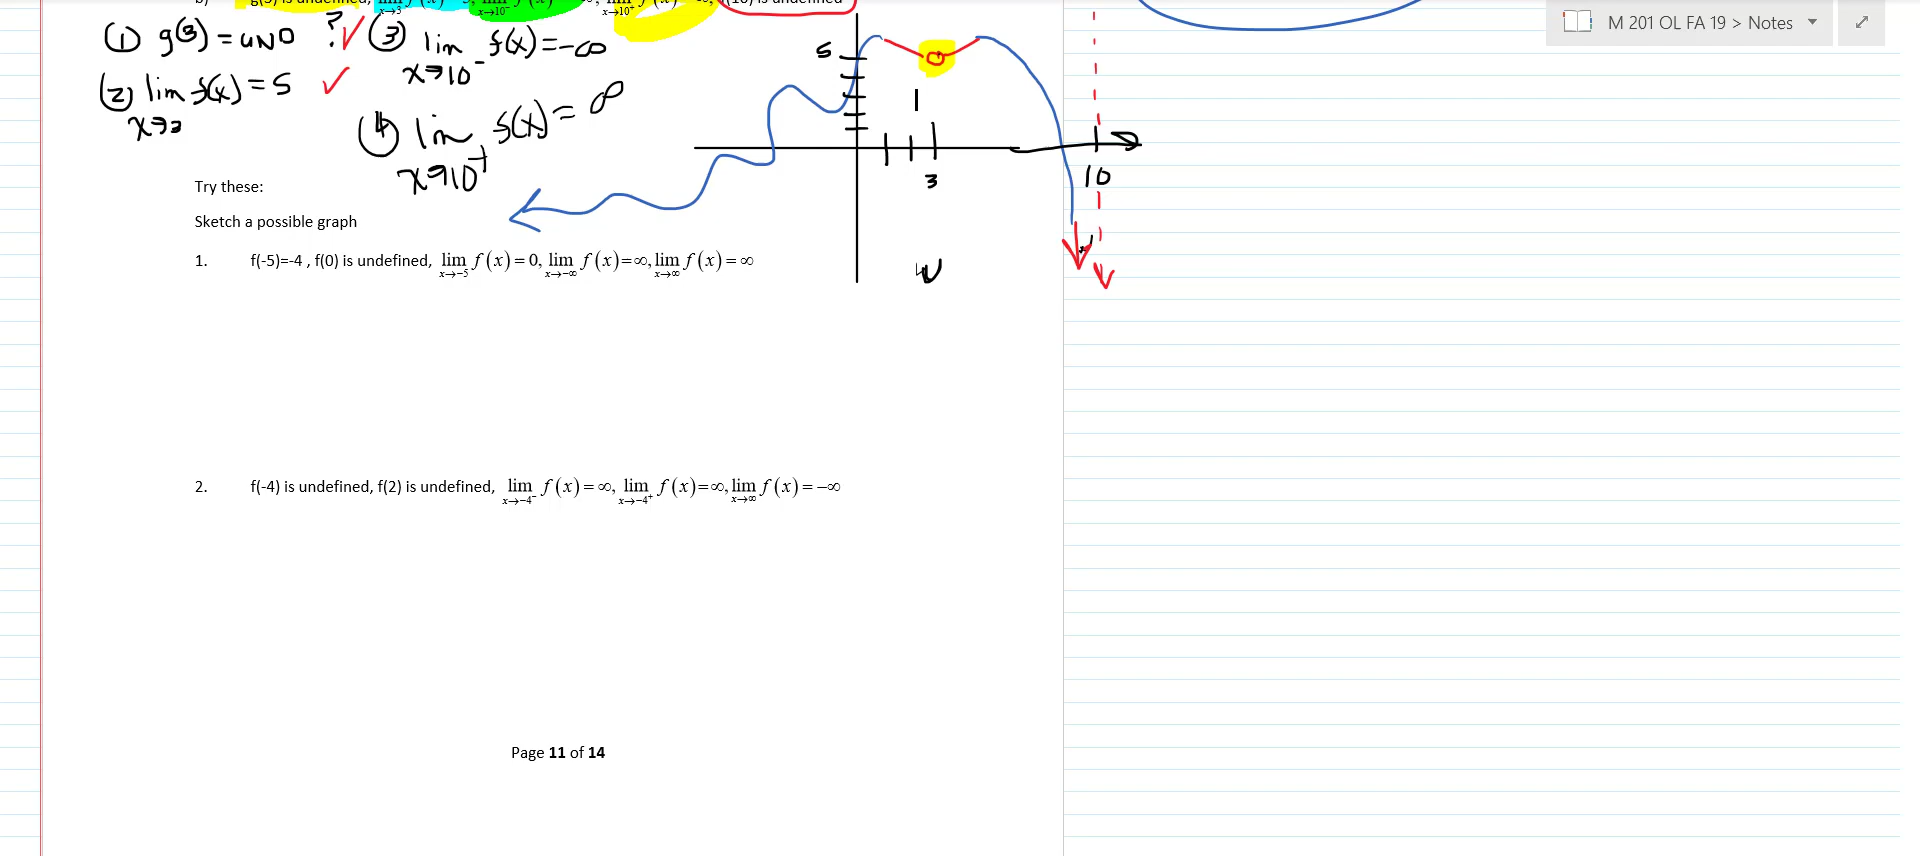 M 201 OL FA 19 > Notes
(1) g(3) = UND ?✓
(2) lim f(x) = 5 ✓
x→3
(3) lim f(x) = -∞
x→10⁻
(4) lim f(x) = ∞
x→10⁺
5
3
10
Try these:
Sketch a possible graph
1. f(-5)=-4 , f(0) is undefined, lim x→-5 f(x) = 0, lim x→-∞ f(x)=∞, lim x→∞ f(x) = ∞
2. f(-4) is undefined, f(2) is undefined, lim x→-4⁻ f(x) = ∞, lim x→-4⁺ f(x)=∞, lim x→∞ f(x) = -∞
Page 11 of 14